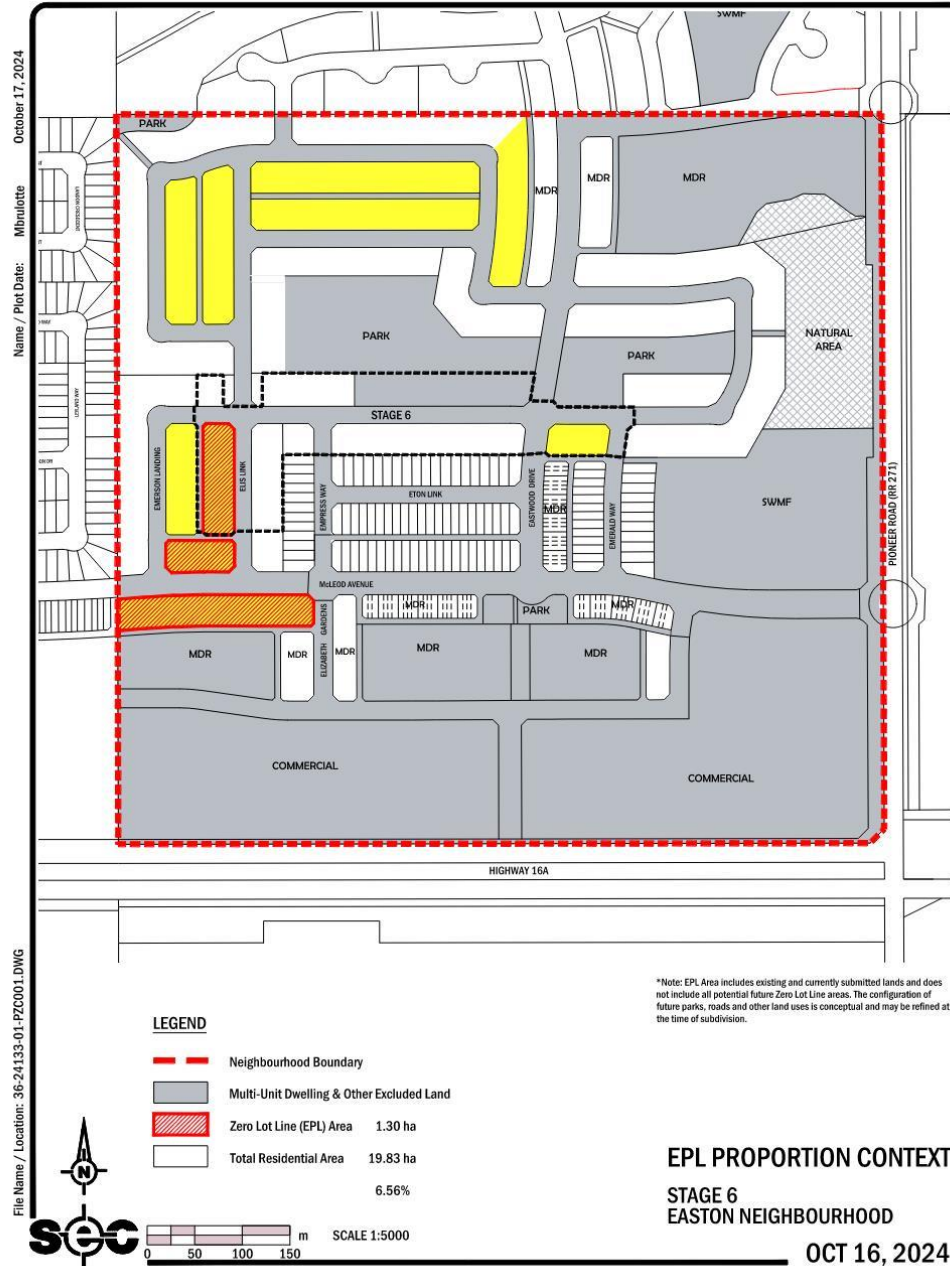 October 17, 2024
Name / Plot Date: Mbrulotte
File Name / Location: 36-24133-01-PZC001.DWG
SWMF
PARK
LANDON CRESCENT
MDR
MDR
MDR
NATURAL
AREA
PARK
PARK
STAGE 6
EMERSON LANDING
ELIS LINK
EMPRESS WAY
ETON LINK
EASTWOOD DRIVE
MDR
EMERALD WAY
SWMF
PIONEER ROAD (RR 271)
McLEOD AVENUE
MDR
PARK
MDR
ELIZABETH GARDENS
MDR
MDR
MDR
MDR
MDR
COMMERCIAL
COMMERCIAL
HIGHWAY 16A
*Note: EPL Area includes existing and currently submitted lands and does
not include all potential future Zero Lot Line areas. The configuration of
future parks, roads and other land uses is conceptual and may be refined at
the time of subdivision.
LEGEND
Neighbourhood Boundary
Multi-Unit Dwelling & Other Excluded Land
Zero Lot Line (EPL) Area 1.30 ha
Total Residential Area 19.83 ha
6.56%
N
sec
m SCALE 1:5000
0 50 100 150
EPL PROPORTION CONTEXT
STAGE 6
EASTON NEIGHBOURHOOD
OCT 16, 2024